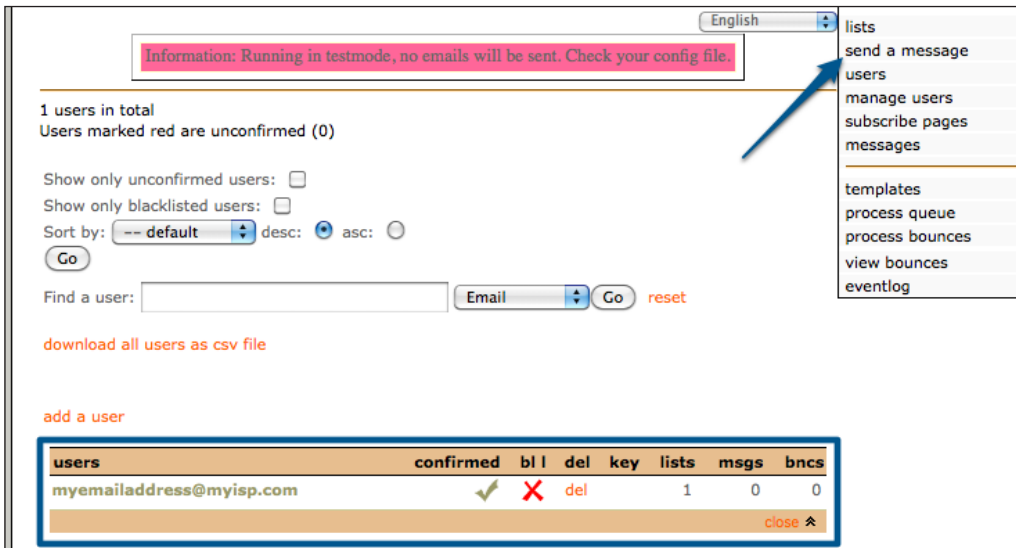 English
Information: Running in testmode, no emails will be sent. Check your config file.
1 users in total
Users marked red are unconfirmed (0)
Show only unconfirmed users:
Show only blacklisted users:
Sort by: -- default desc: asc:
Go
Find a user: Email Go reset
download all users as csv file
add a user
users confirmed bl l del key lists msgs bncs
myemailaddress@myisp.com del 1 0 0
close
lists
send a message
users
manage users
subscribe pages
messages
templates
process queue
process bounces
view bounces
eventlog